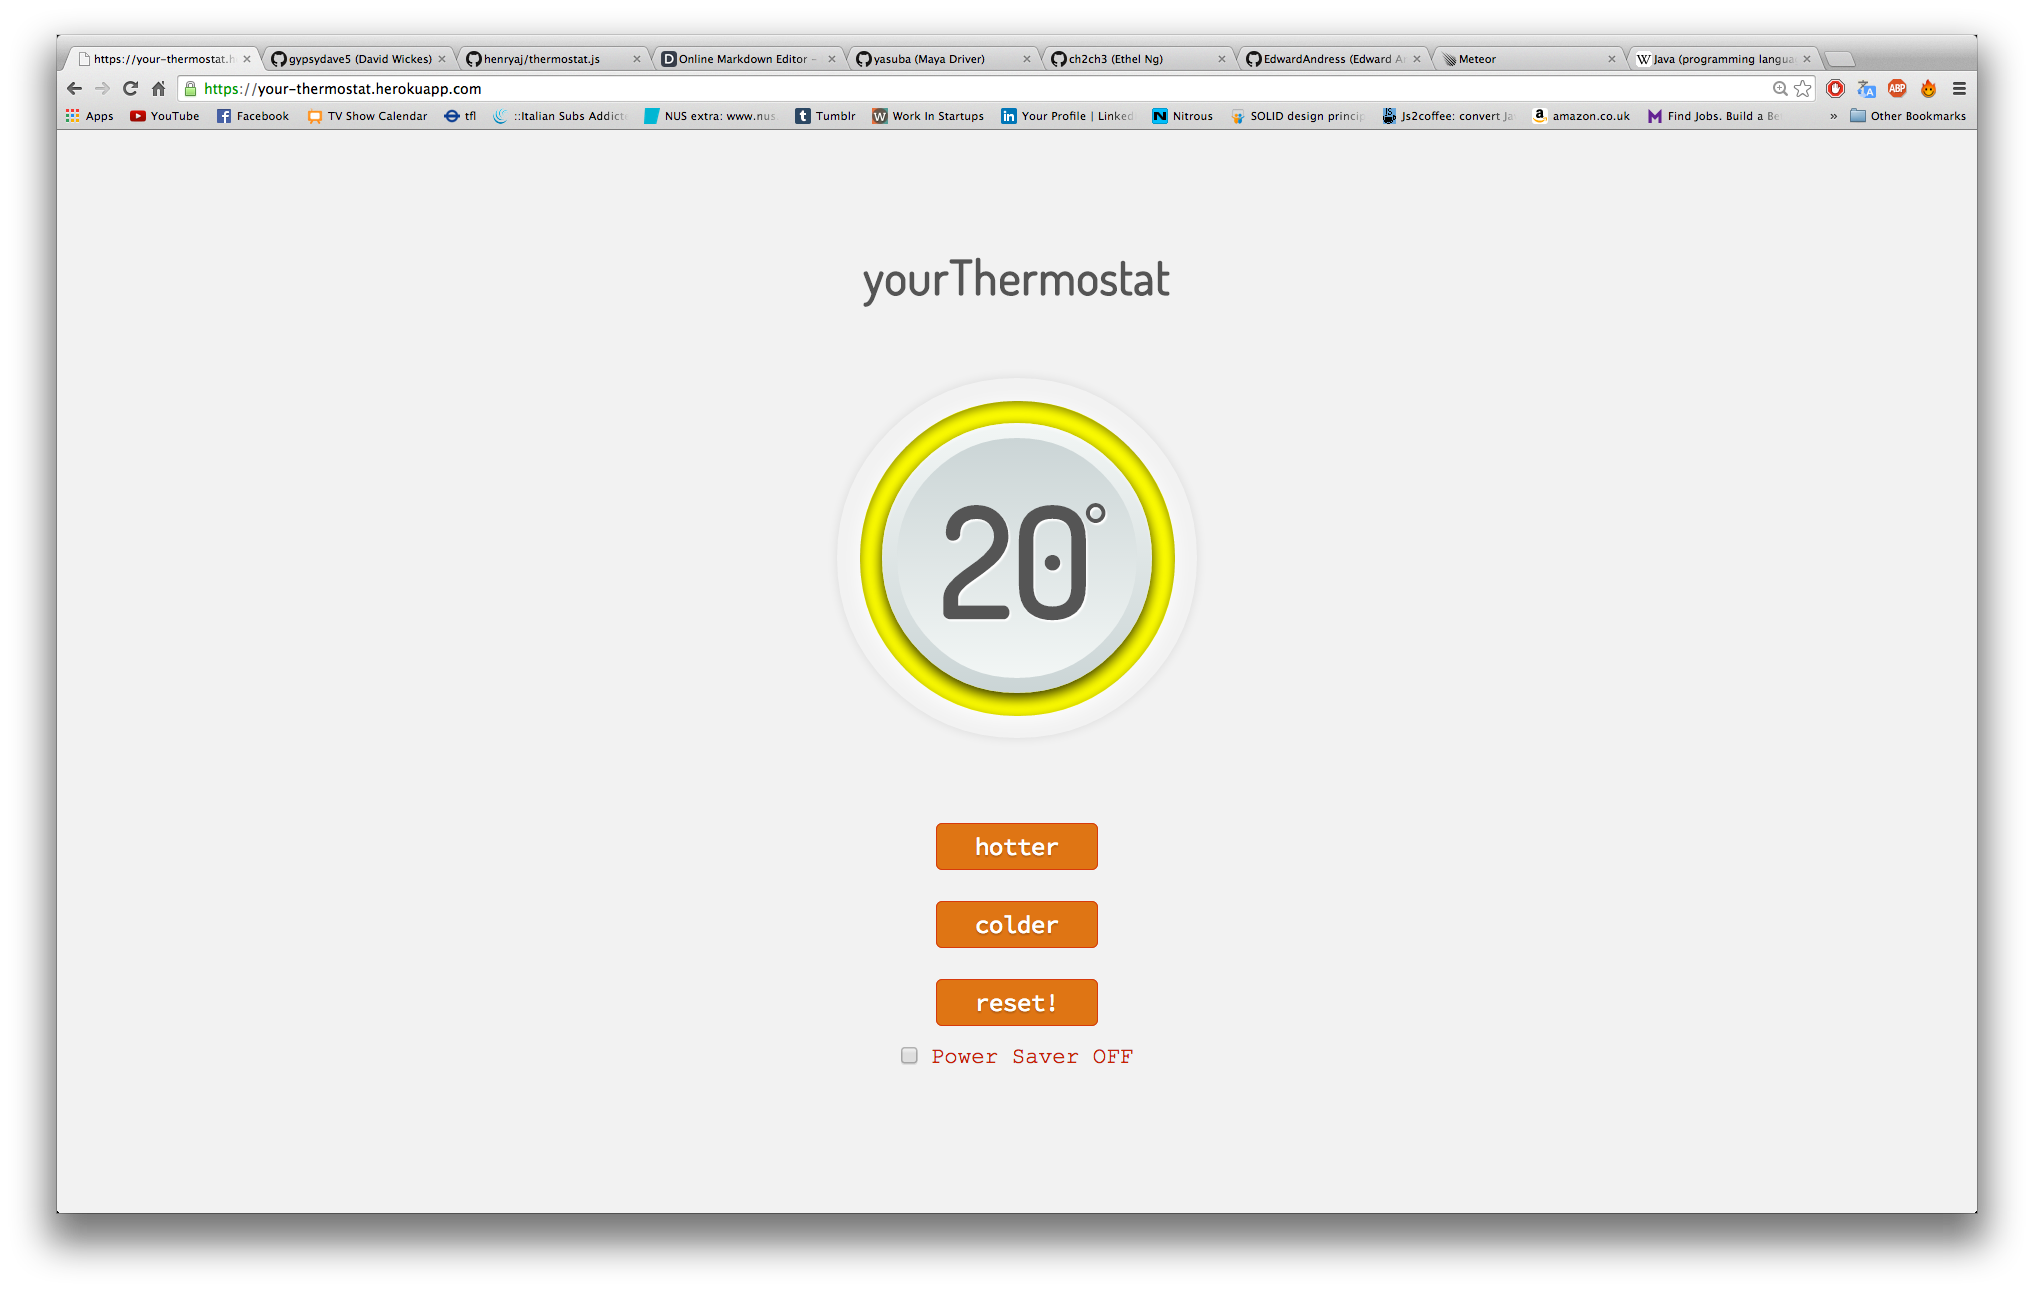 https://your-thermostat.h
gypsydave5 (David Wickes)
henryaj/thermostat.js
Online Markdown Editor –
yasuba (Maya Driver)
ch2ch3 (Ethel Ng)
EdwardAndress (Edward A
Meteor
Java (programming langua
https://your-thermostat.herokuapp.com
Apps YouTube Facebook TV Show Calendar tfl ::Italian Subs Addict NUS extra: www.nus. Tumblr Work In Startups Your Profile | Linked Nitrous SOLID design princip Js2coffee: convert Ja amazon.co.uk Find Jobs. Build a Be » Other Bookmarks
yourThermostat
20°
hotter
colder
reset!
Power Saver OFF